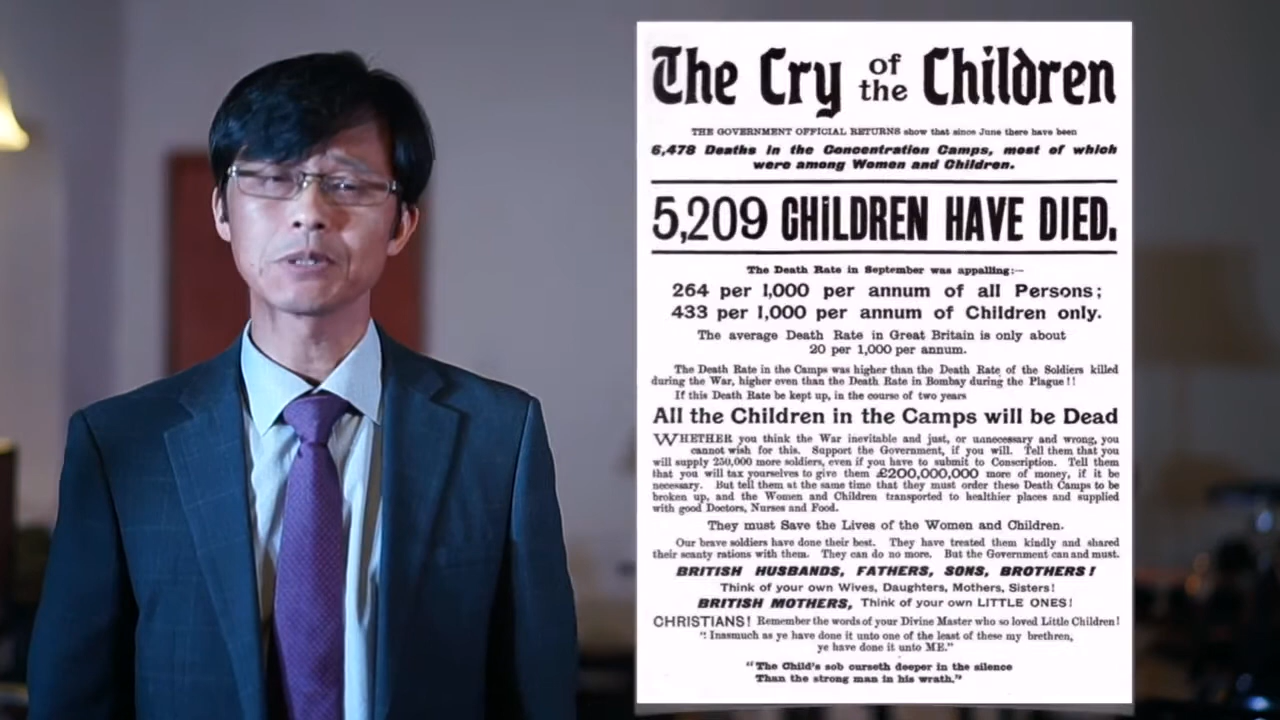 The Cry of the Children
THE GOVERNMENT OFFICIAL RETURNS show that since June there have been
6,478 Deaths in the Concentration Camps, most of which
were among Women and Children.
5,209 CHILDREN HAVE DIED.
The Death Rate in September was appalling:—
264 per 1,000 per annum of all Persons;
433 per 1,000 per annum of Children only.
The average Death Rate in Great Britain is only about
20 per 1,000 per annum.
The Death Rate in the Camps was higher than the Death Rate of the Soldiers killed
during the War, higher even than the Death Rate in Bombay during the Plague!!
If this Death Rate be kept up, in the course of two years
All the Children in the Camps will be Dead
WHETHER you think the War inevitable and just, or unnecessary and wrong, you
cannot wish for this. Support the Government, if you will. Tell them that you
will supply 250,000 more soldiers, even if you have to submit to Conscription. Tell them
that you will tax yourselves to give them £200,000,000 more of money, if it be
necessary. But tell them at the same time that they must order these Death Camps to be
broken up, and the Women and Children transported to healthier places and supplied
with good Doctors, Nurses and Food.
They must Save the Lives of the Women and Children.
Our brave soldiers have done their best. They have treated them kindly and shared
their scanty rations with them. They can do no more. But the Government can and must.
BRITISH HUSBANDS, FATHERS, SONS, BROTHERS!
Think of your own Wives, Daughters, Mothers, Sisters!
BRITISH MOTHERS, Think of your own LITTLE ONES!
CHRISTIANS! Remember the words of your Divine Master who so loved Little Children!
"Inasmuch as ye have done it unto one of the least of these my brethren,
ye have done it unto ME."
"The Child's sob curseth deeper in the silence
Than the strong man in his wrath."